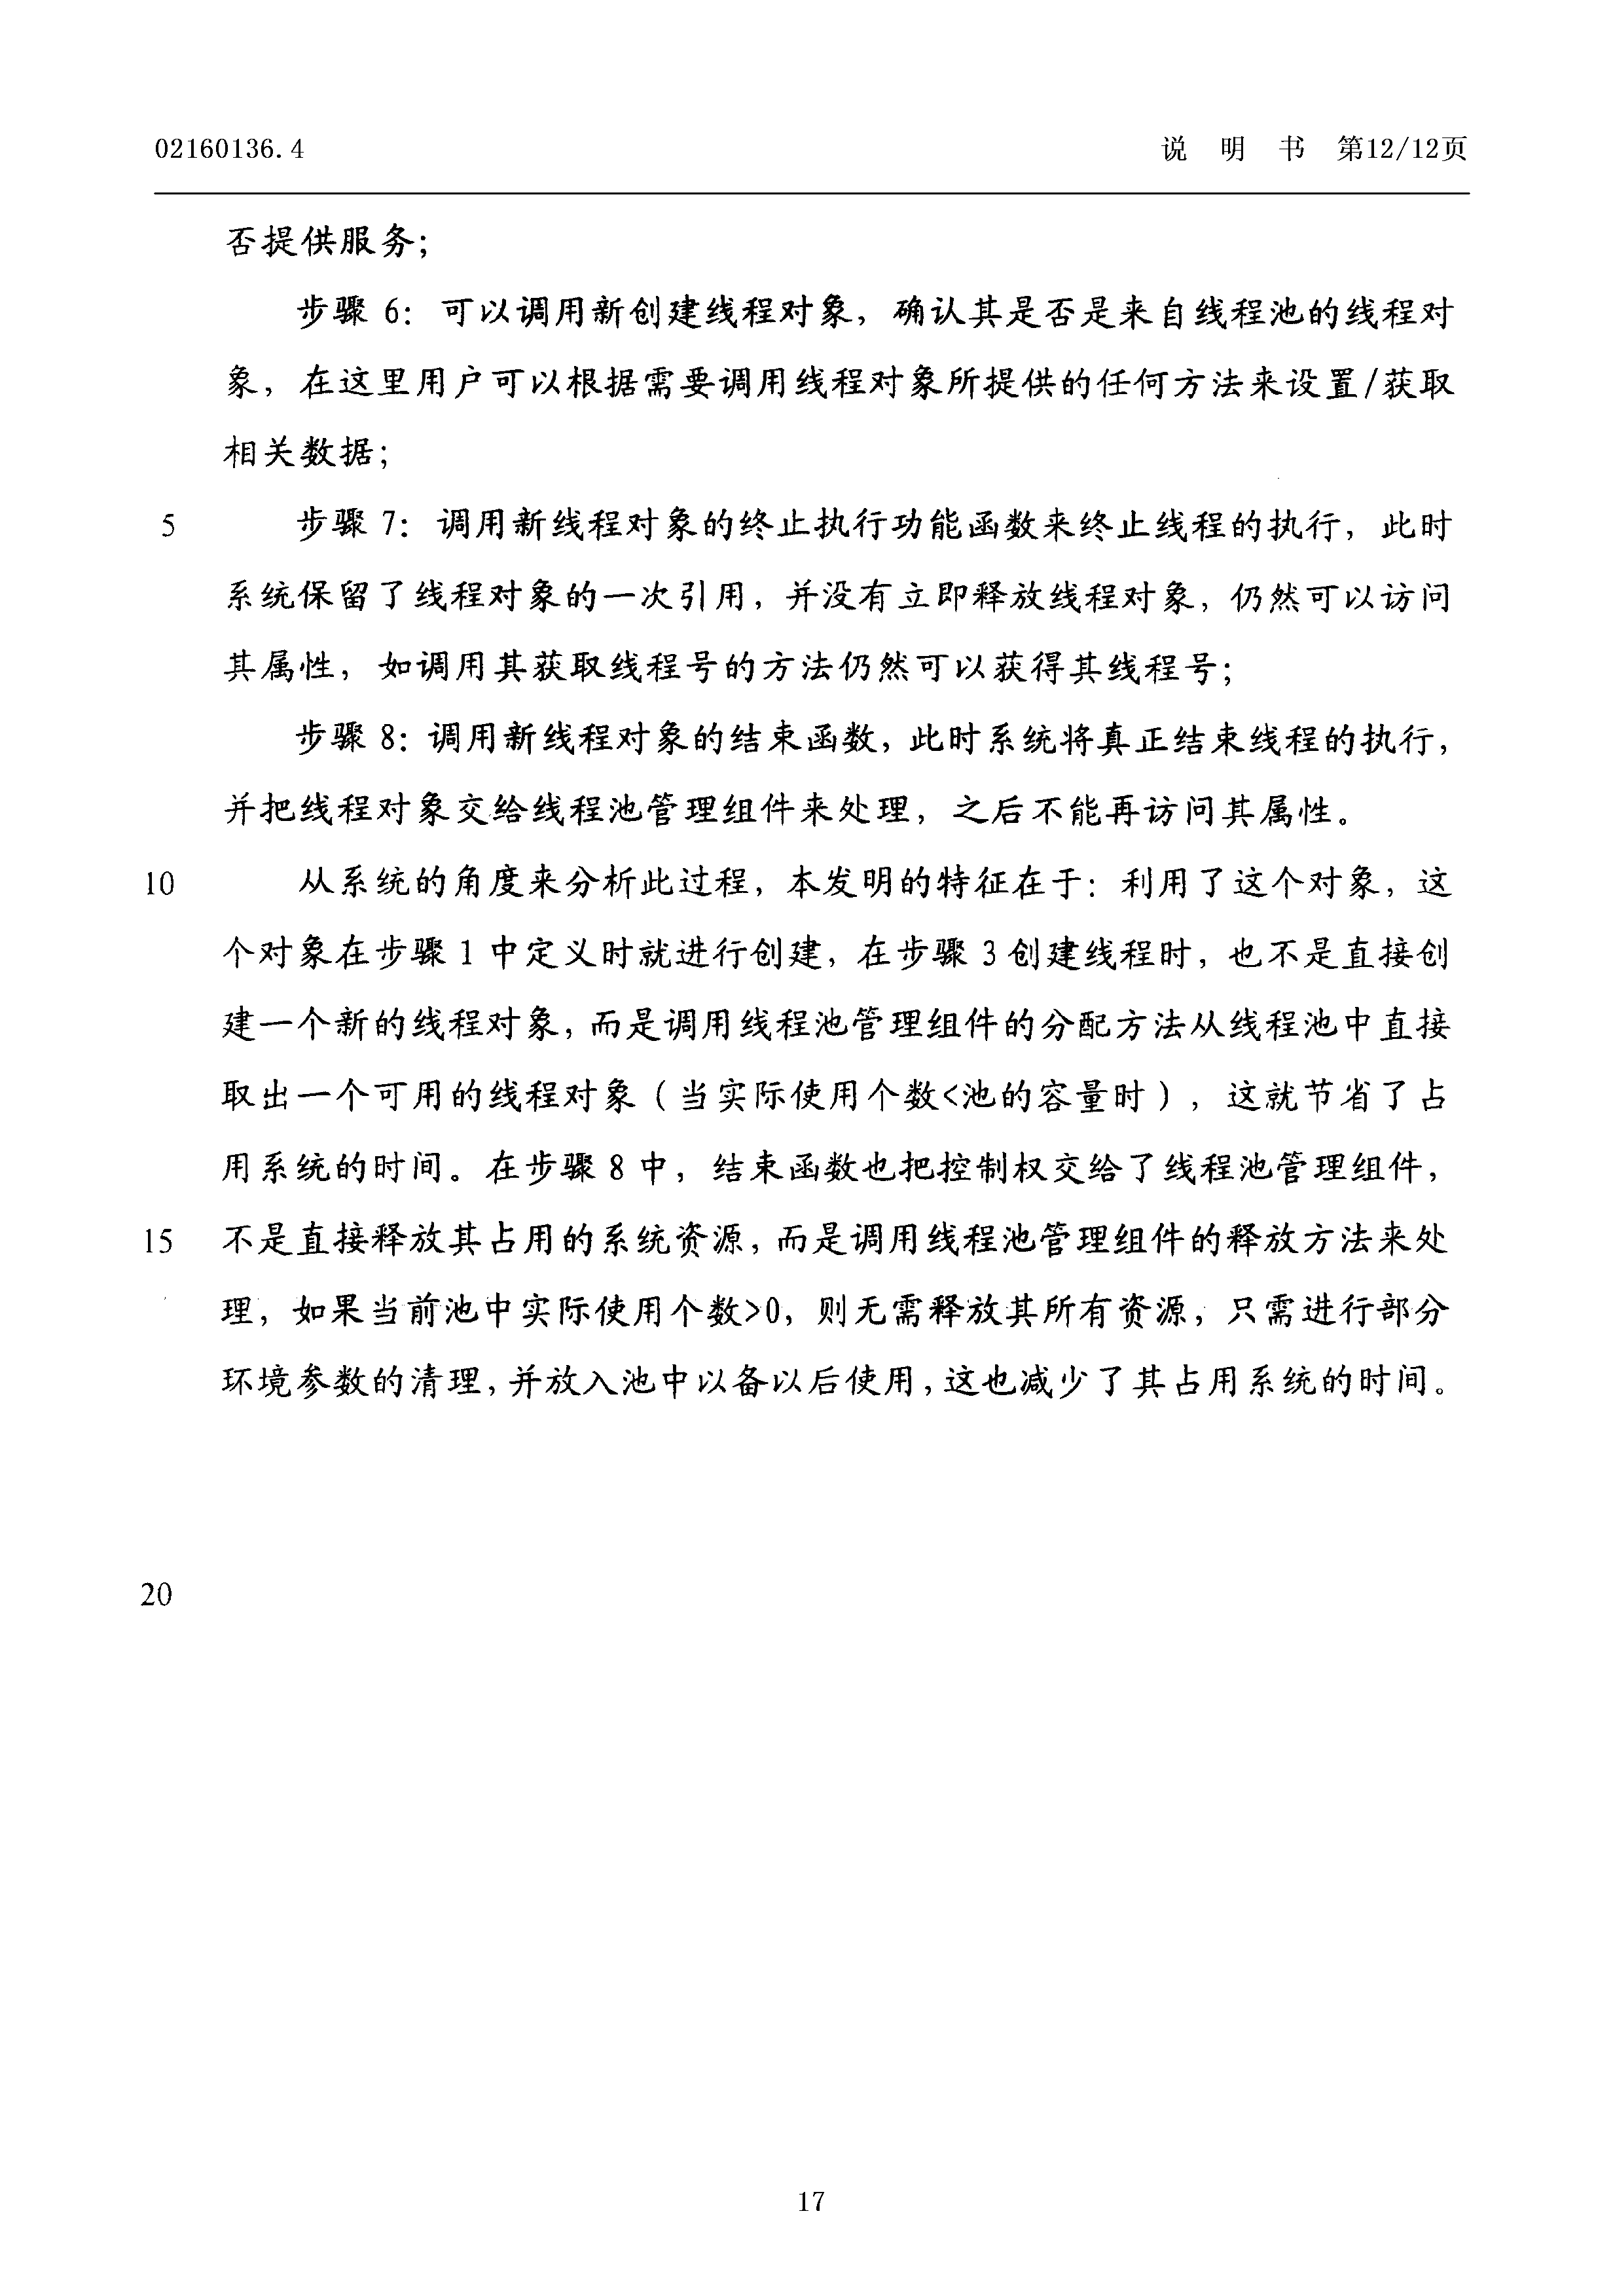 02160136.4 说 明 书 第12/12页
否提供服务；
步骤 6：可以调用新创建线程对象，确认其是否是来自线程池的线程对
象，在这里用户可以根据需要调用线程对象所提供的任何方法来设置/获取
相关数据；
5 步骤 7：调用新线程对象的终止执行功能函数来终止线程的执行，此时
系统保留了线程对象的一次引用，并没有立即释放线程对象，仍然可以访问
其属性，如调用其获取线程号的方法仍然可以获得其线程号；
步骤 8：调用新线程对象的结束函数，此时系统将真正结束线程的执行，
并把线程对象交给线程池管理组件来处理，之后不能再访问其属性。
10 从系统的角度来分析此过程，本发明的特征在于：利用了这个对象，这
个对象在步骤 1 中定义时就进行创建，在步骤 3 创建线程时，也不是直接创
建一个新的线程对象，而是调用线程池管理组件的分配方法从线程池中直接
取出一个可用的线程对象（当实际使用个数<池的容量时），这就节省了占
用系统的时间。在步骤 8 中，结束函数也把控制权交给了线程池管理组件，
15 不是直接释放其占用的系统资源，而是调用线程池管理组件的释放方法来处
理，如果当前池中实际使用个数>0，则无需释放其所有资源，只需进行部分
环境参数的清理，并放入池中以备以后使用，这也减少了其占用系统的时间。
20
17